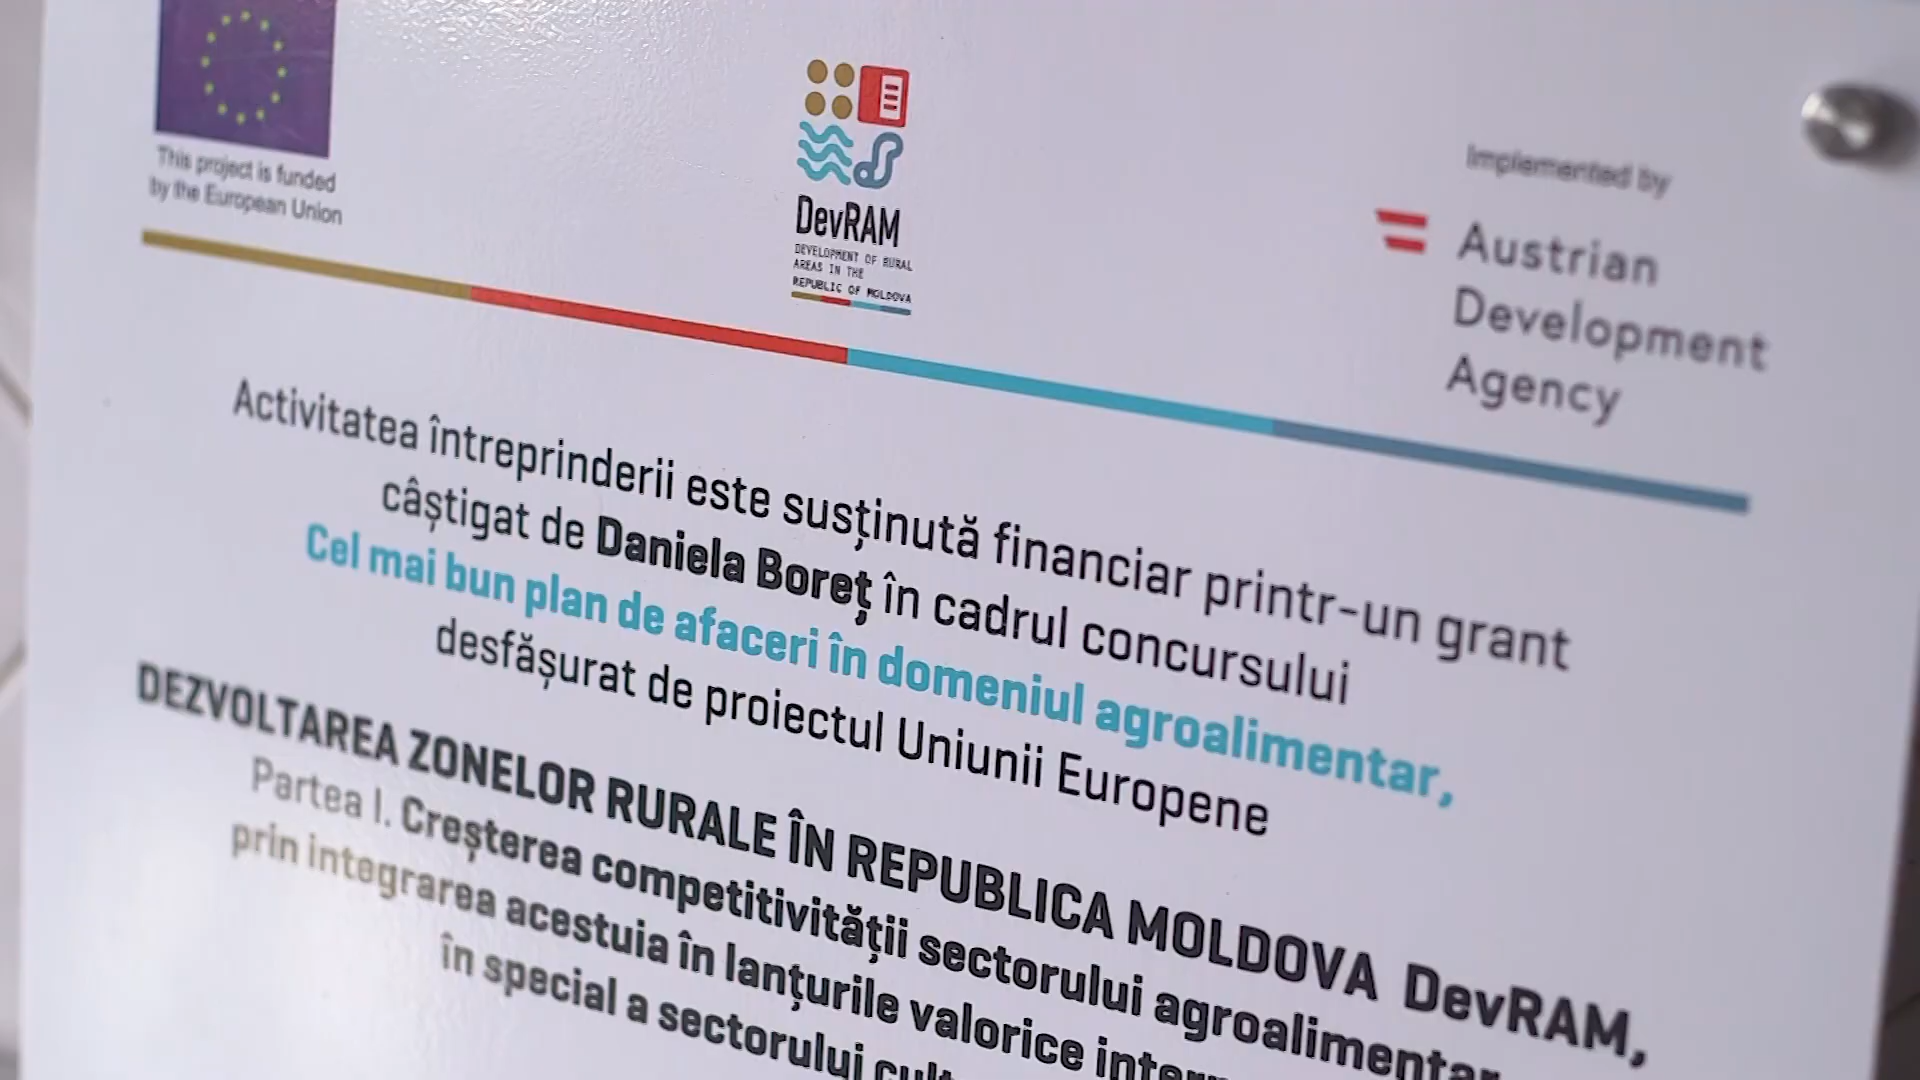 This project is funded
by the European Union
DevRAM
DEVELOPMENT OF RURAL
AREAS IN THE
REPUBLIC OF MOLDOVA
Implemented by
Austrian
Development
Agency
Activitatea întreprinderii este susținută financiar printr-un grant
câștigat de Daniela Boreț în cadrul concursului
Cel mai bun plan de afaceri în domeniul agroalimentar,
desfășurat de proiectul Uniunii Europene
DEZVOLTAREA ZONELOR RURALE ÎN REPUBLICA MOLDOVA DevRAM,
Partea I. Creșterea competitivității sectorului agroalimentar
prin integrarea acestuia în lanțurile valorice
în special a sectorului